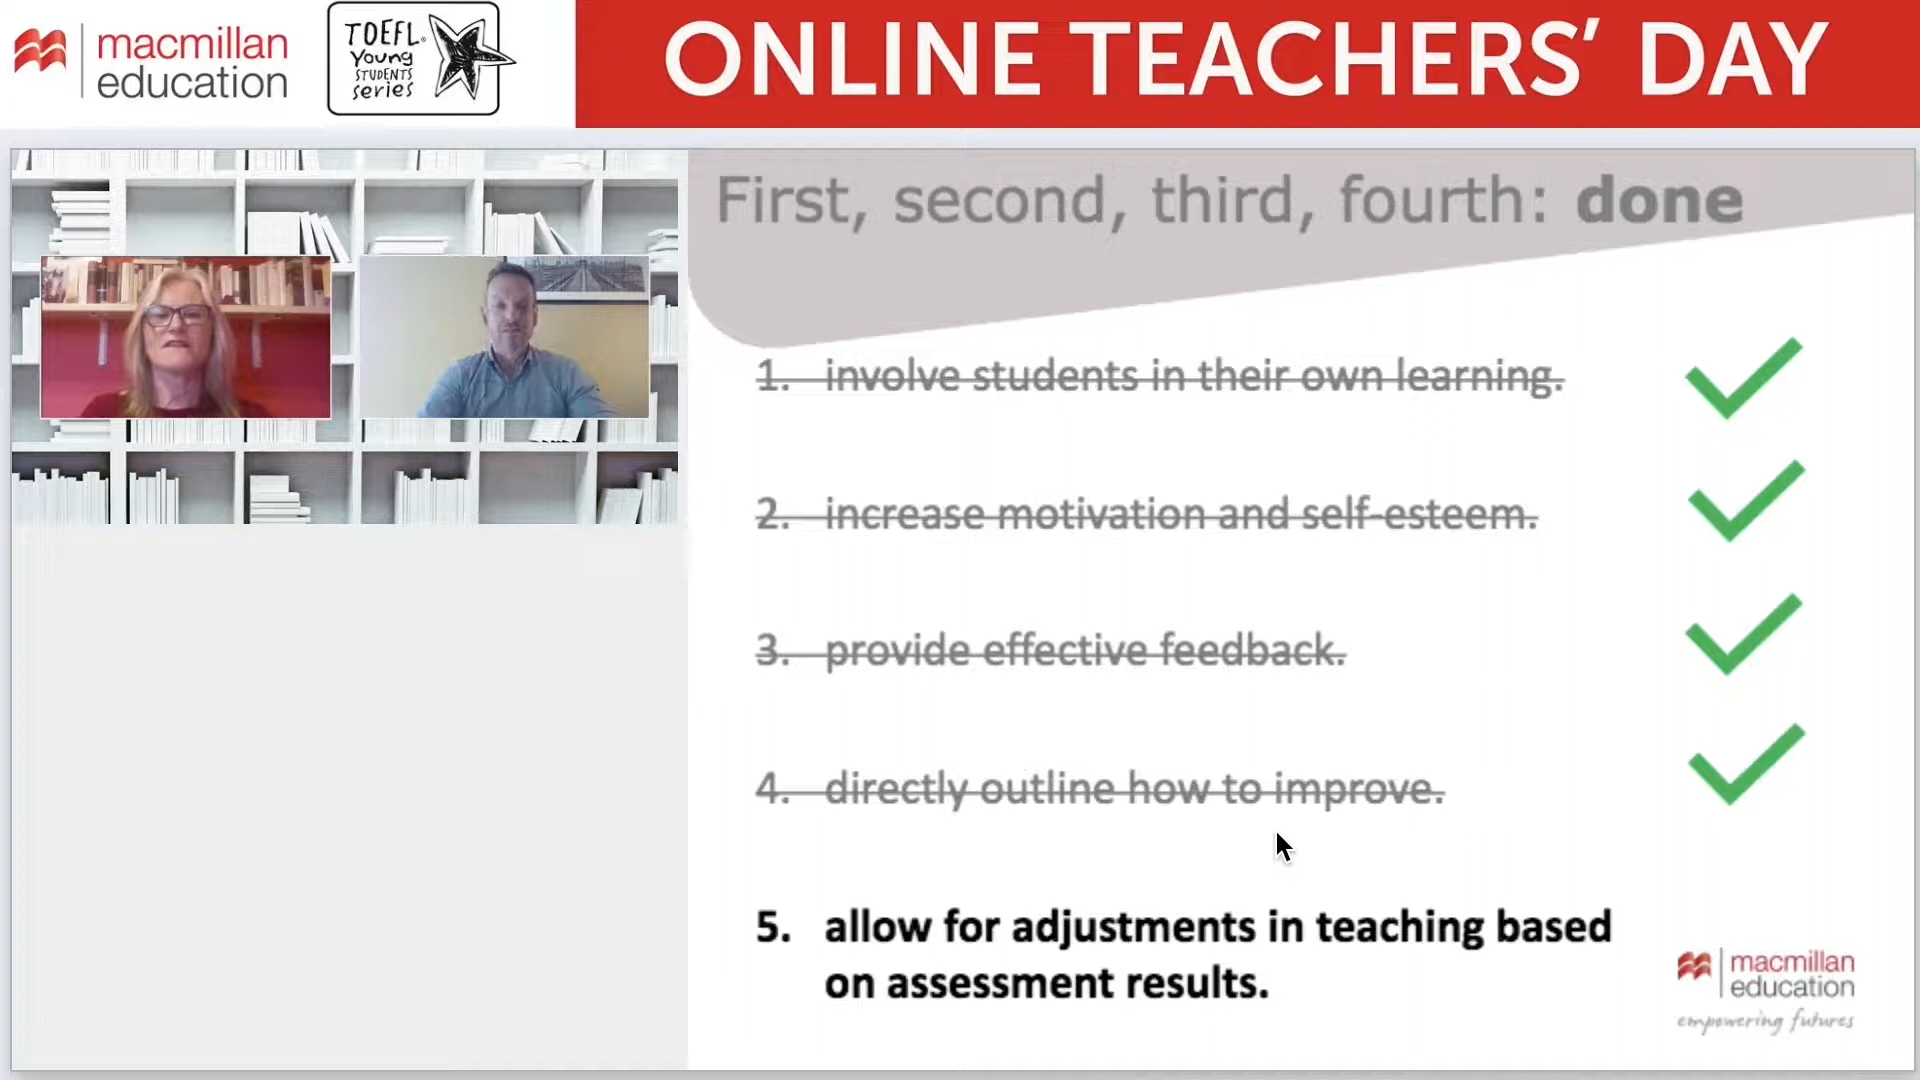 macmillan
education
TOEFL®
Young
STUDENTS
series
ONLINE TEACHERS' DAY
First, second, third, fourth: done
1. involve students in their own learning.
2. increase motivation and self-esteem.
3. provide effective feedback.
4. directly outline how to improve.
5. allow for adjustments in teaching based
on assessment results.
macmillan
education
empowering futures